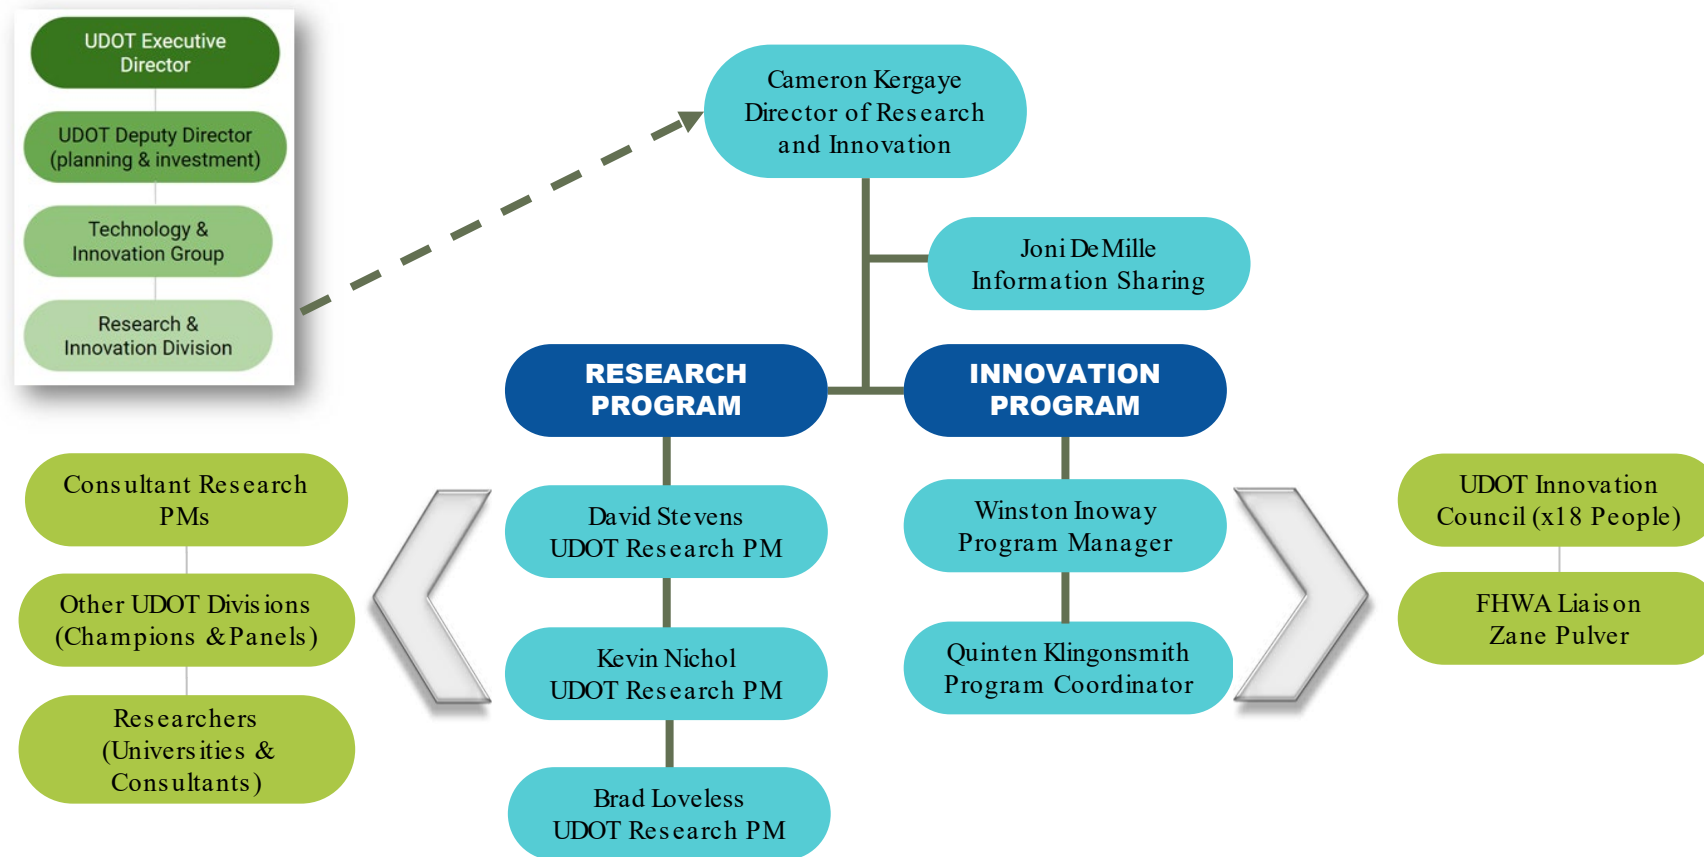 UDOT Executive
Director
UDOT Deputy Director
(planning & investment)
Technology &
Innovation Group
Research &
Innovation Division
Cameron Kergaye
Director of Research
and Innovation
Joni DeMille
Information Sharing
RESEARCH
PROGRAM
INNOVATION
PROGRAM
Consultant Research
PMs
Other UDOT Divisions
(Champions & Panels)
Researchers
(Universities &
Consultants)
David Stevens
UDOT Research PM
Kevin Nichol
UDOT Research PM
Brad Loveless
UDOT Research PM
Winston Inoway
Program Manager
Quinten Klingonsmith
Program Coordinator
UDOT Innovation
Council (x18 People)
FHWA Liaison
Zane Pulver